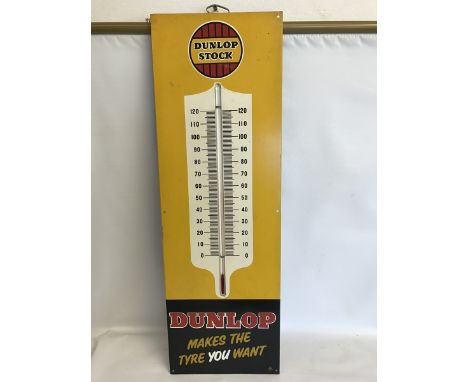 DUNLOP
STOCK
120 120
110 110
100 100
90 90
80 80
70 70
60 60
50 50
40 40
30 30
20 20
10 10
0 0
DUNLOP
MAKES THE
TYRE YOU WANT